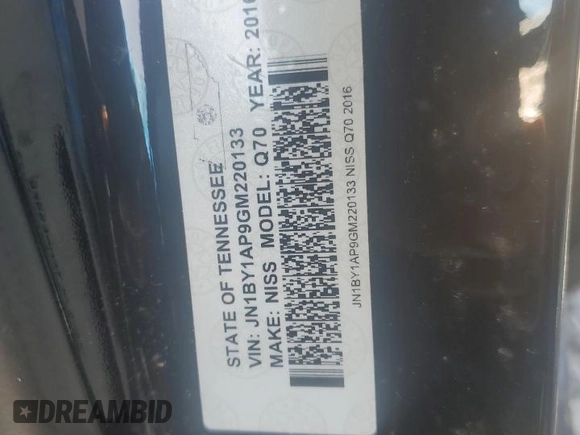 STATE OF TENNESSEE
VIN: JN1BY1AP9GM220133
MAKE: NISS MODEL: Q70 YEAR: 2016
JN1BY1AP9GM220133 NISS Q70 2016
DREAMBID